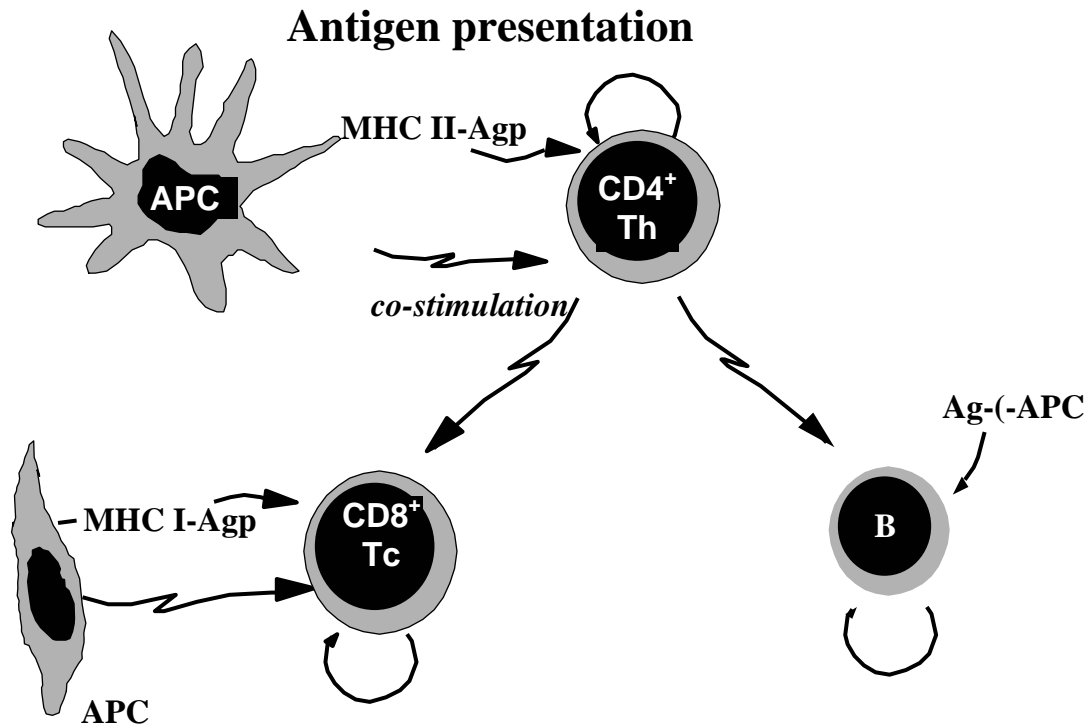 Antigen presentation
MHC II-Agp
APC
CD4+
Th
co-stimulation
Ag-(-APC
MHC I-Agp
CD8+
Tc
B
APC